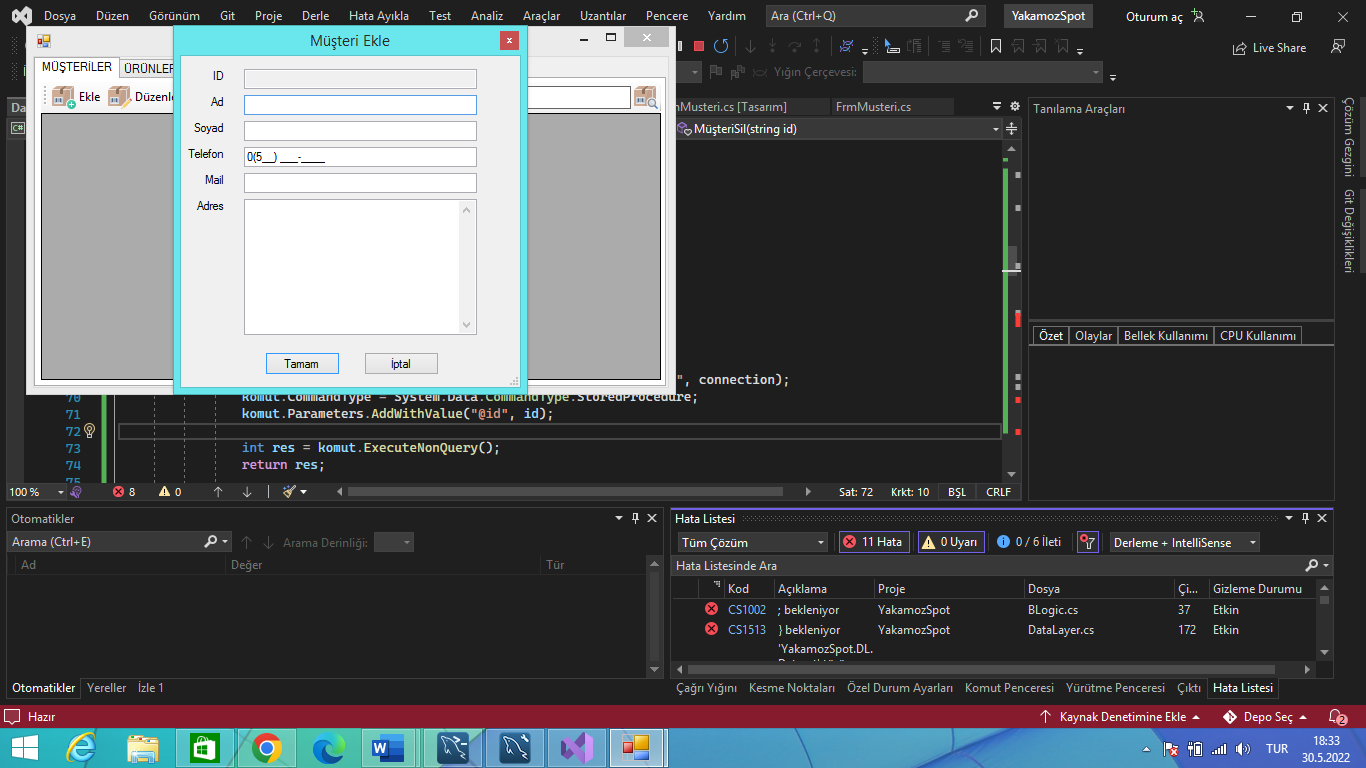 Dosya Düzen Görünüm Git Proje Derle Hata Ayıkla Test Analiz Araçlar Uzantılar Pencere Yardım Ara (Ctrl+Q) YakamozSpot Oturum aç
Live Share
Yığın Çerçevesi:
Müşteri Ekle
MÜŞTERİLER ÜRÜNLER
Ekle Düzenle
ID
Ad
Soyad
Telefon 0(5__) ___-____
Mail
Adres
Tamam İptal
mMusteri.cs [Tasarım] FrmMusteri.cs
MüşteriSil(string id)
", connection);
70 komut.CommandType = System.Data.CommandType.StoredProcedure;
71 komut.Parameters.AddWithValue("@id", id);
72
73 int res = komut.ExecuteNonQuery();
74 return res;
75
100 % 8 0 Sat: 72 Krkt: 10 BŞL CRLF
Tanılama Araçları
Özet Olaylar Bellek Kullanımı CPU Kullanımı
Çözüm Gezgini
Git Değişiklikleri
Otomatikler
Arama (Ctrl+E) Arama Derinliği:
Ad Değer Tür
Otomatikler Yereller İzle 1
Hata Listesi
Tüm Çözüm 11 Hata 0 Uyarı 0 / 6 İleti Derleme + IntelliSense
Hata Listesinde Ara
Kod Açıklama Proje Dosya Çi... Gizleme Durumu
CS1002 ; bekleniyor YakamozSpot BLogic.cs 37 Etkin
CS1513 } bekleniyor YakamozSpot DataLayer.cs 172 Etkin
'YakamozSpot.DL.
Çağrı Yığını Kesme Noktaları Özel Durum Ayarları Komut Penceresi Yürütme Penceresi Çıktı Hata Listesi
Hazır Kaynak Denetimine Ekle Depo Seç 2
TUR 18:33
30.5.2022